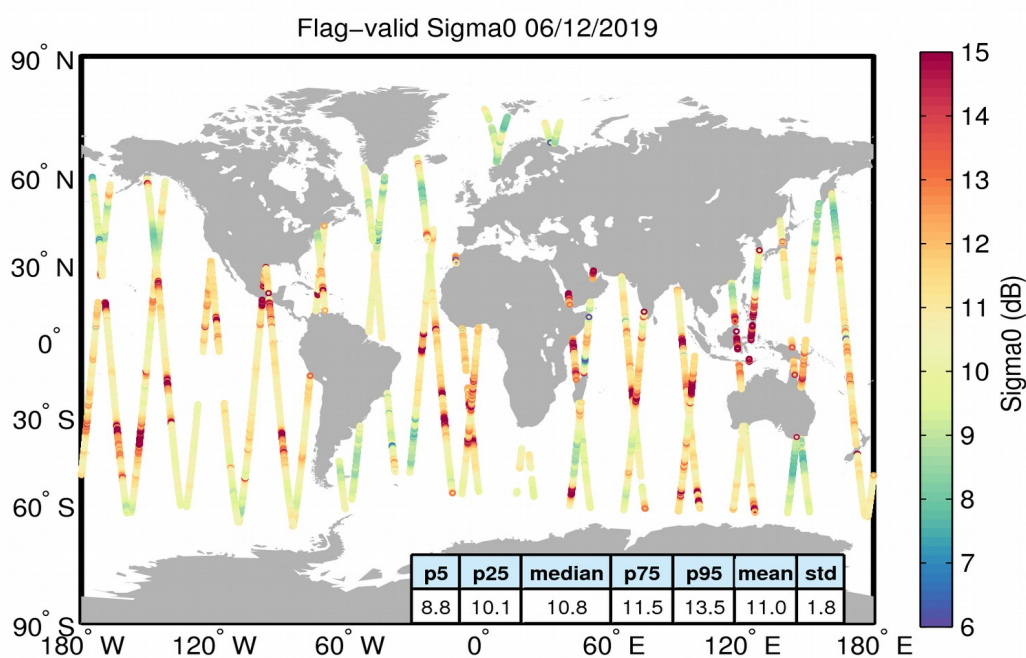 Flag-valid Sigma0 06/12/2019
90° N
60° N
30° N
0°
30° S
60° S
90° S
180° W
120° W
60° W
0°
60° E
120° E
180° E
15
14
13
12
11
10
9
8
7
6
Sigma0 (dB)
p5 p25 median p75 p95 mean std
8.8 10.1 10.8 11.5 13.5 11.0 1.8